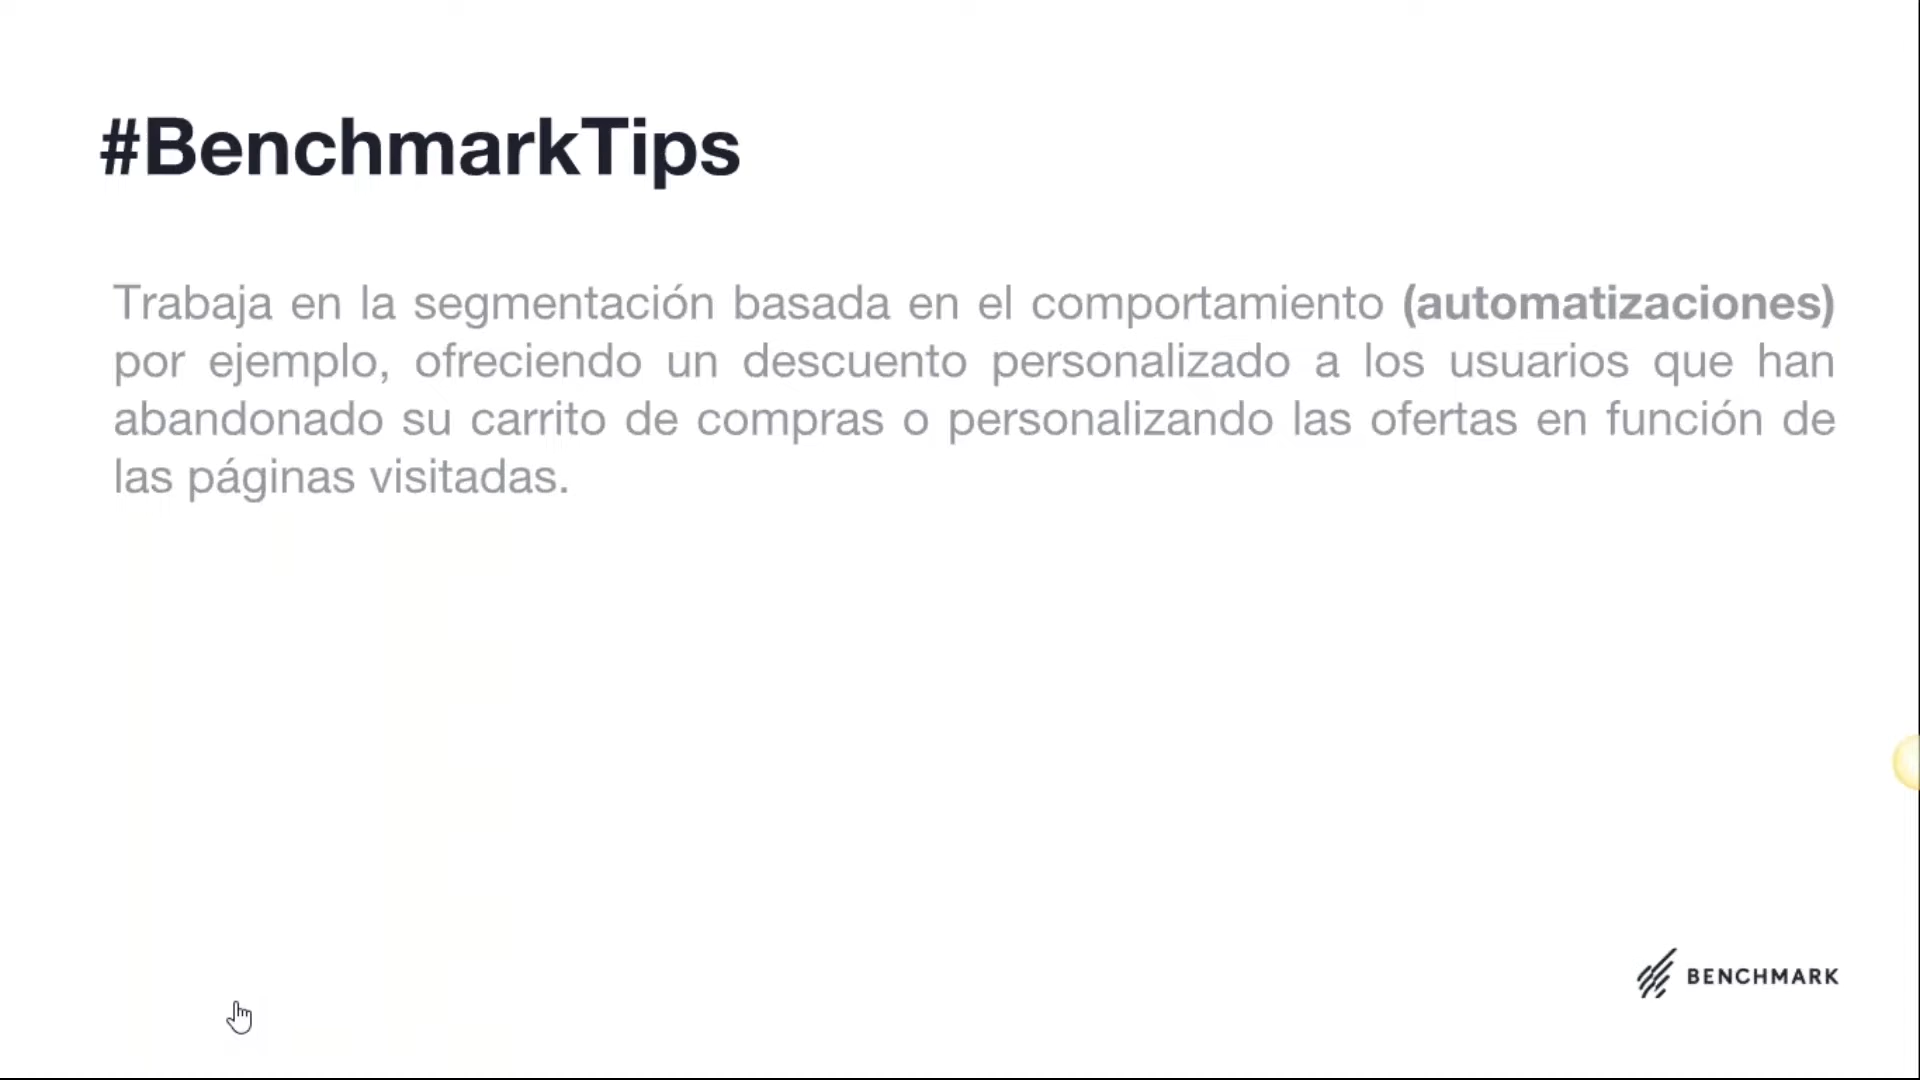 #BenchmarkTips
Trabaja en la segmentación basada en el comportamiento (automatizaciones)
por ejemplo, ofreciendo un descuento personalizado a los usuarios que han
abandonado su carrito de compras o personalizando las ofertas en función de
las páginas visitadas.
BENCHMARK